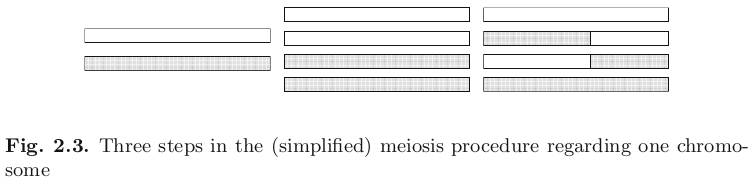 Fig. 2.3. Three steps in the (simplified) meiosis procedure regarding one chromo-
some